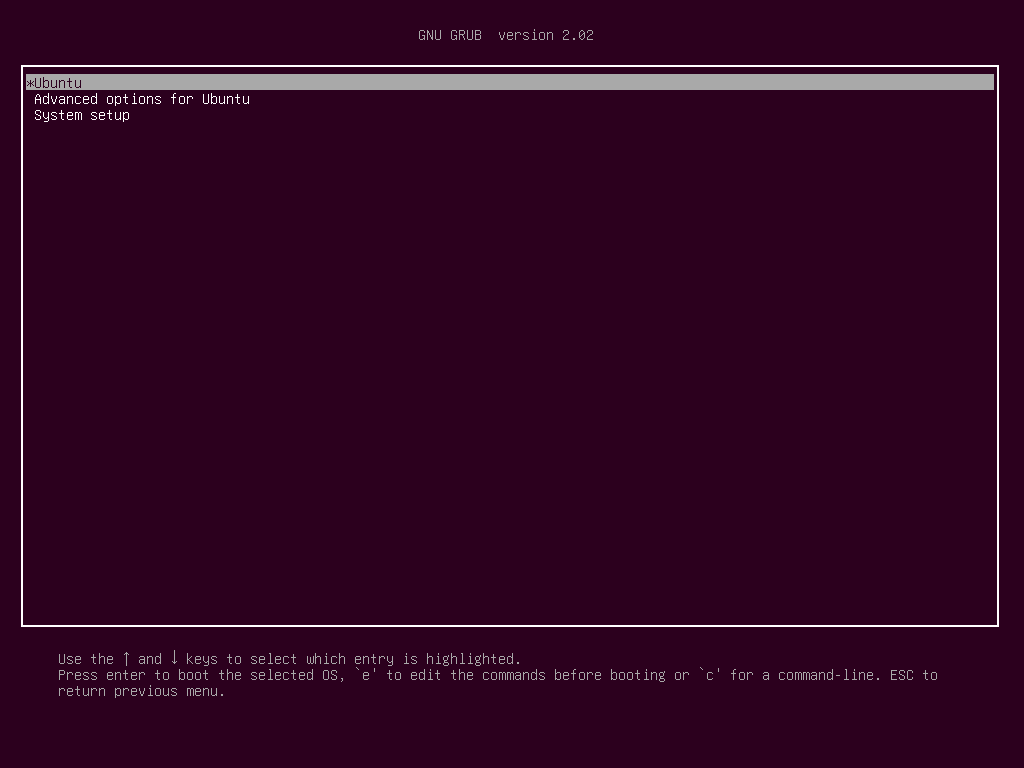 GNU GRUB  version 2.02
*Ubuntu
Advanced options for Ubuntu
System setup
Use the ↑ and ↓ keys to select which entry is highlighted.
Press enter to boot the selected OS, `e' to edit the commands before booting or `c' for a command-line. ESC to
return previous menu.